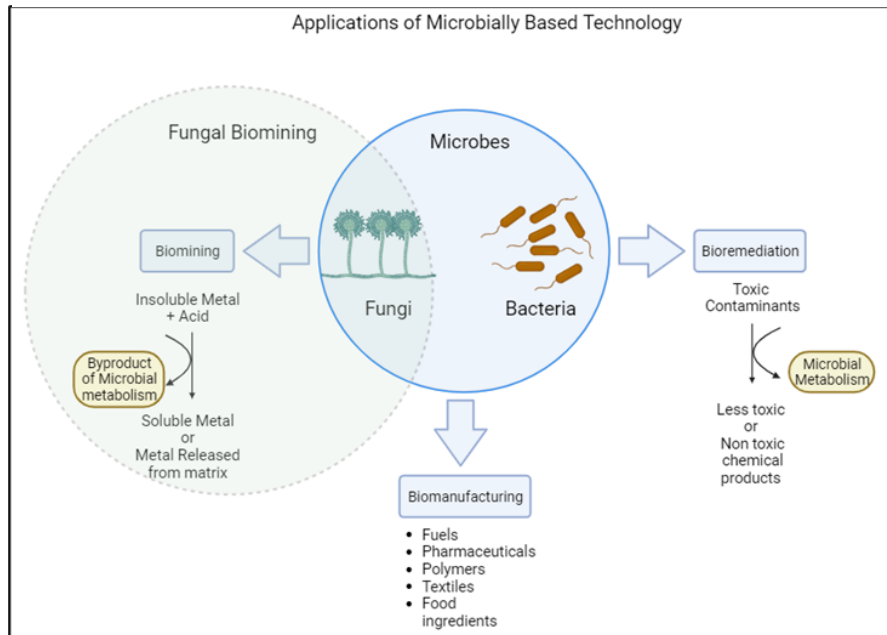 Applications of Microbially Based Technology
Fungal Biomining
Microbes
Biomining
Fungi
Bacteria
Bioremediation
Insoluble Metal
+ Acid
Byproduct
of Microbial
metabolism
Soluble Metal
or
Metal Released
from matrix
Toxic
Contaminants
Microbial
Metabolism
Less toxic
or
Non toxic
chemical
products
Biomanufacturing
• Fuels
• Pharmaceuticals
• Polymers
• Textiles
• Food
ingredients